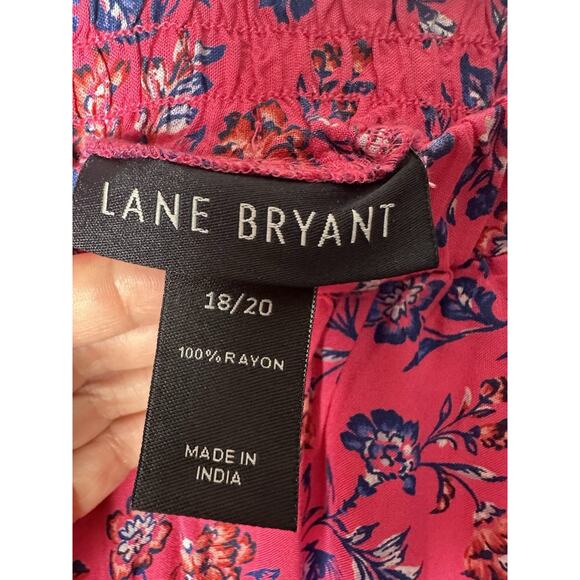 LANE BRYANT
18/20
100% RAYON
MADE IN
INDIA